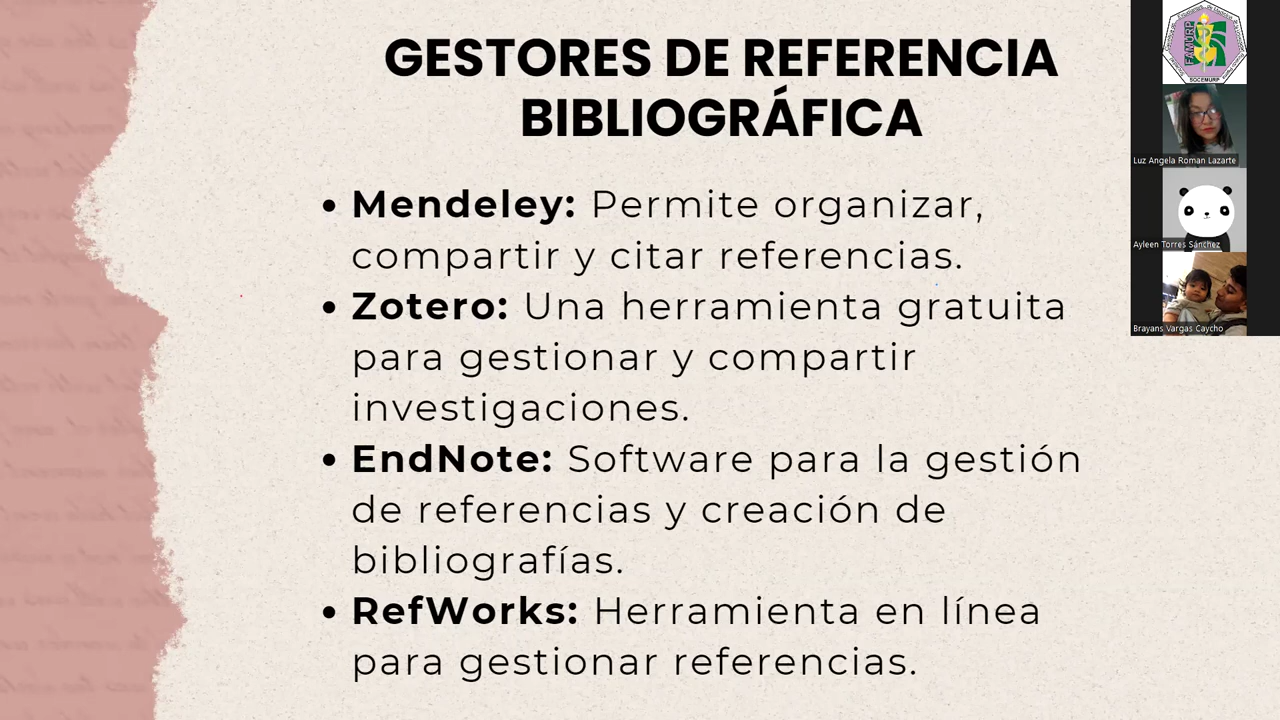 GESTORES DE REFERENCIA
BIBLIOGRÁFICA
• Mendeley: Permite organizar,
compartir y citar referencias.
• Zotero: Una herramienta gratuita
para gestionar y compartir
investigaciones.
• EndNote: Software para la gestión
de referencias y creación de
bibliografías.
• RefWorks: Herramienta en línea
para gestionar referencias.
FAMURP
SOCEMURP
Luz Angela Roman Lazarte
Ayleen Torres Sánchez
Brayans Vargas Caycho